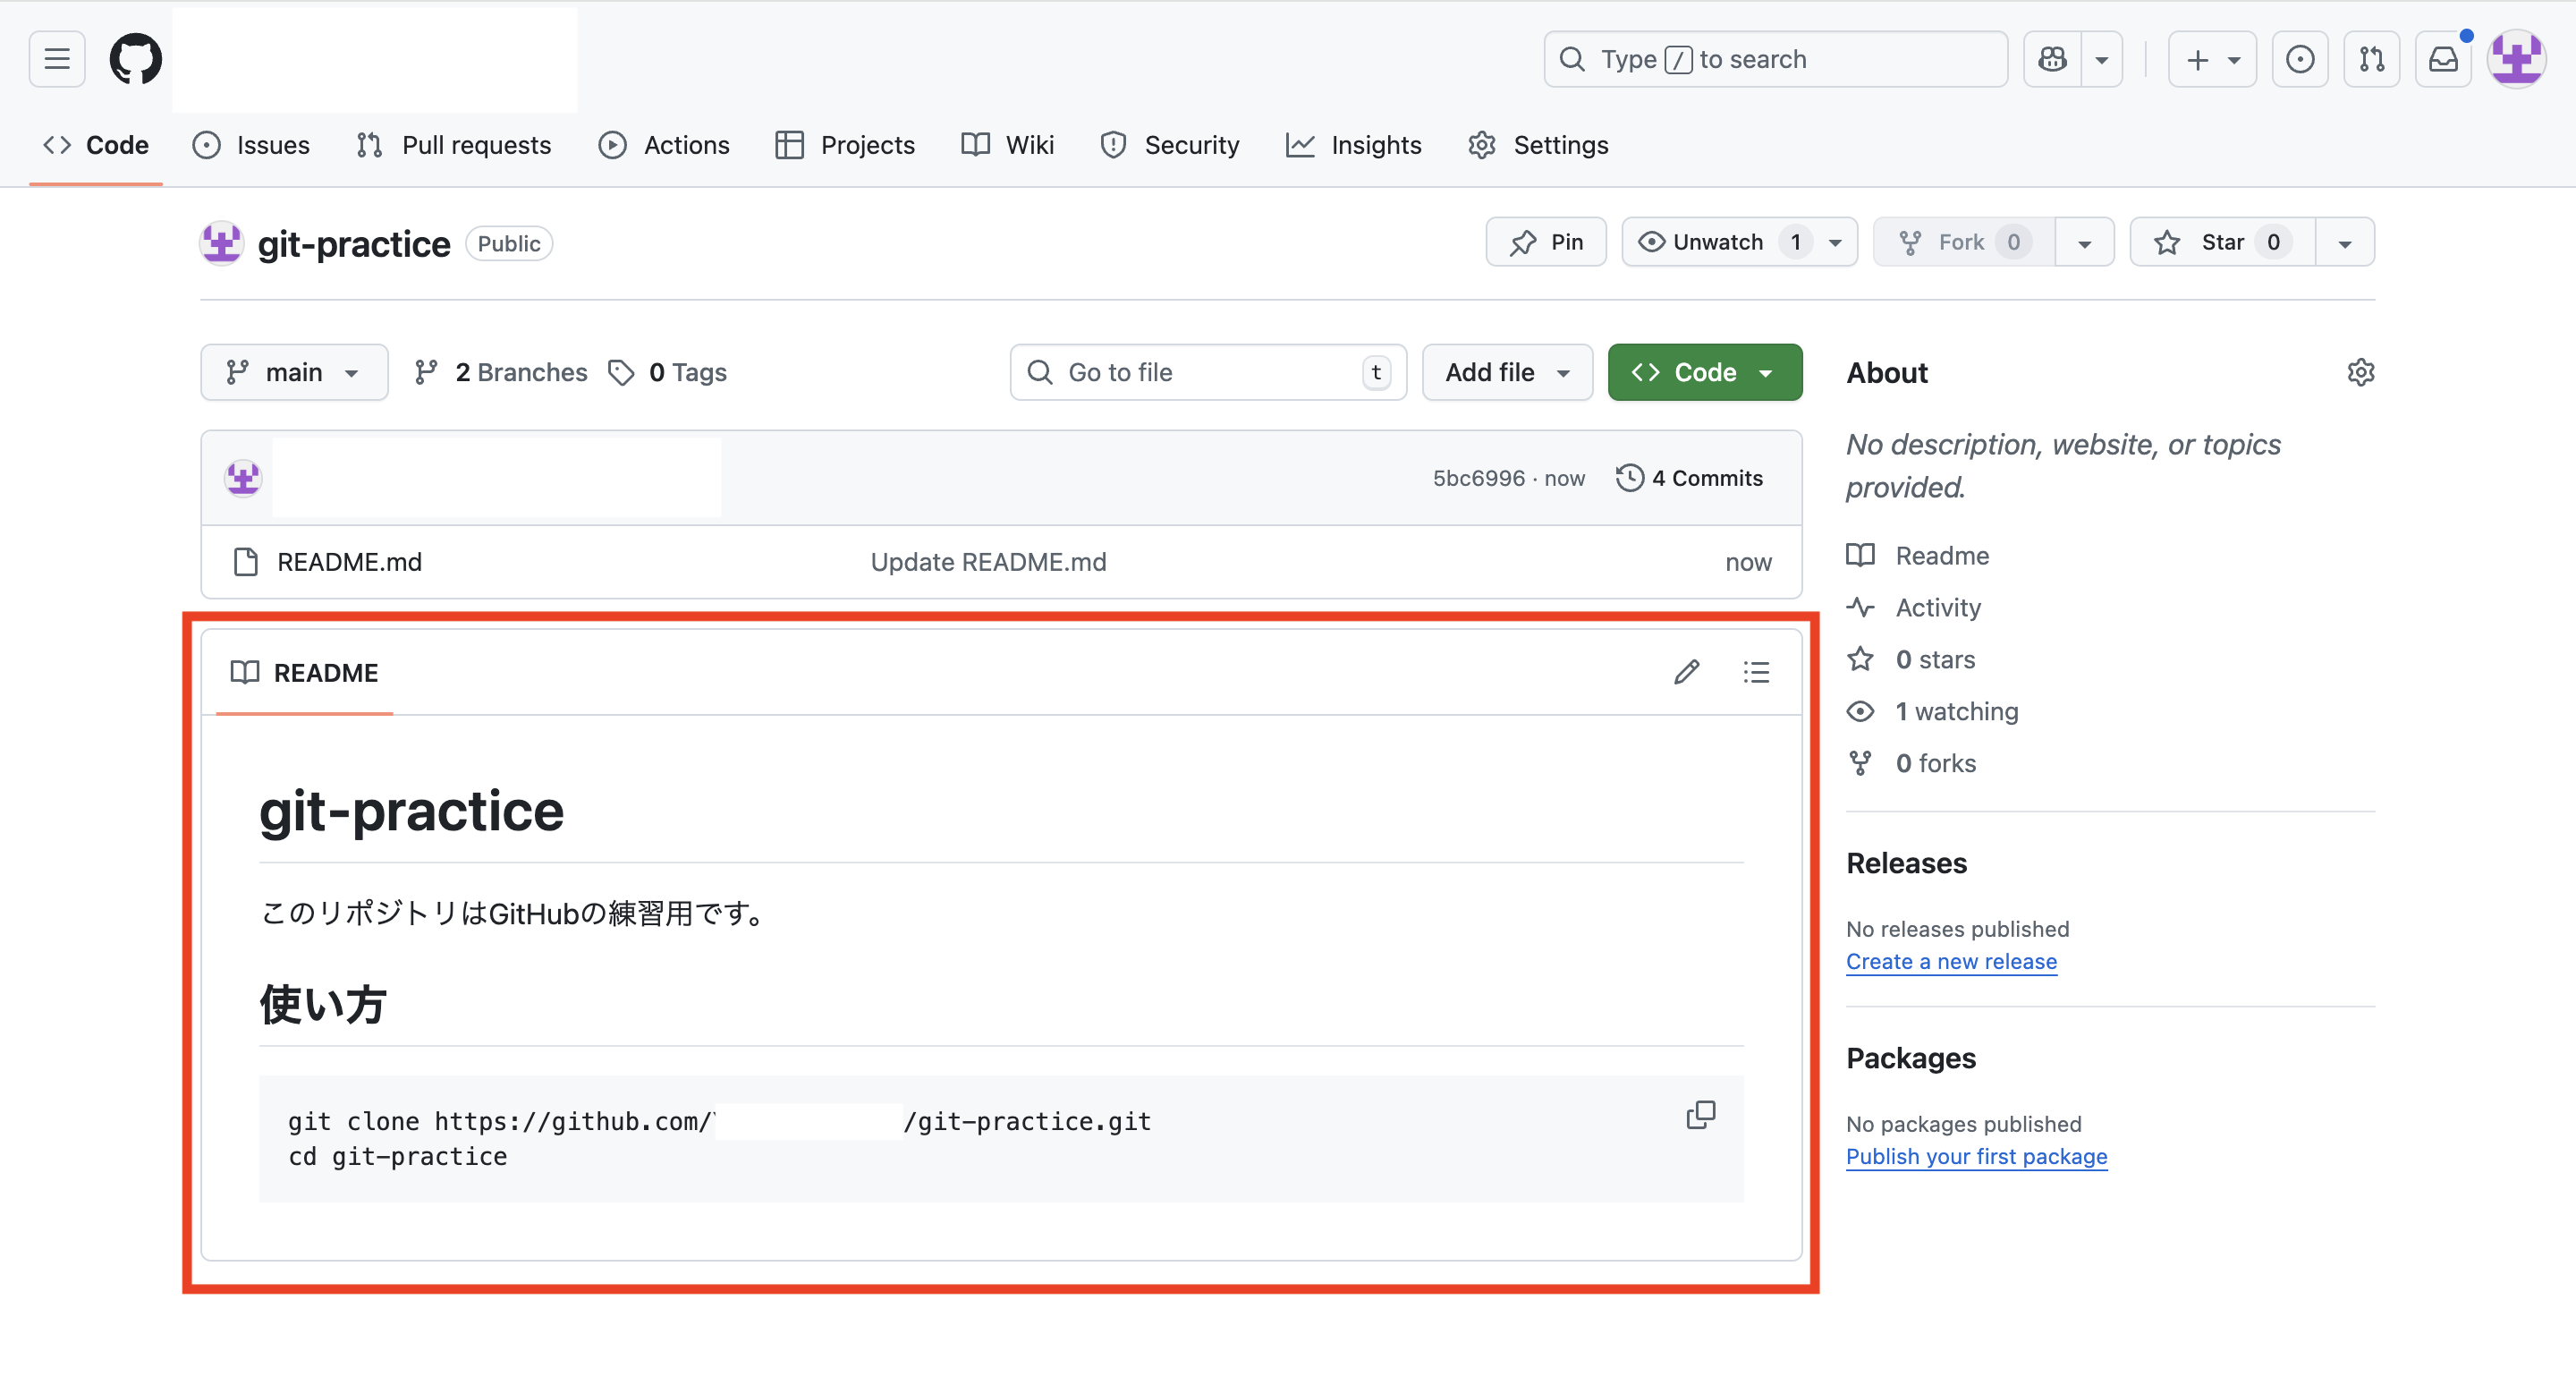 Type / to search
Code Issues Pull requests Actions Projects Wiki Security Insights Settings
git-practice Public Pin Unwatch 1 Fork 0 Star 0
main 2 Branches 0 Tags Go to file t Add file Code
5bc6996 · now 4 Commits
README.md Update README.md now
README
git-practice
このリポジトリはGitHubの練習用です。
使い方
git clone https://github.com/ /git-practice.git
cd git-practice
About
No description, website, or topics
provided.
Readme
Activity
0 stars
1 watching
0 forks
Releases
No releases published
Create a new release
Packages
No packages published
Publish your first package